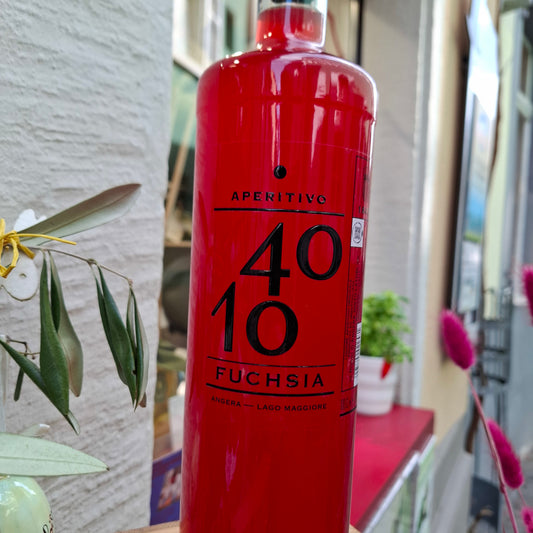 APERITIVO
40
10
FUCHSIA
ANGERA — LAGO MAGGIORE